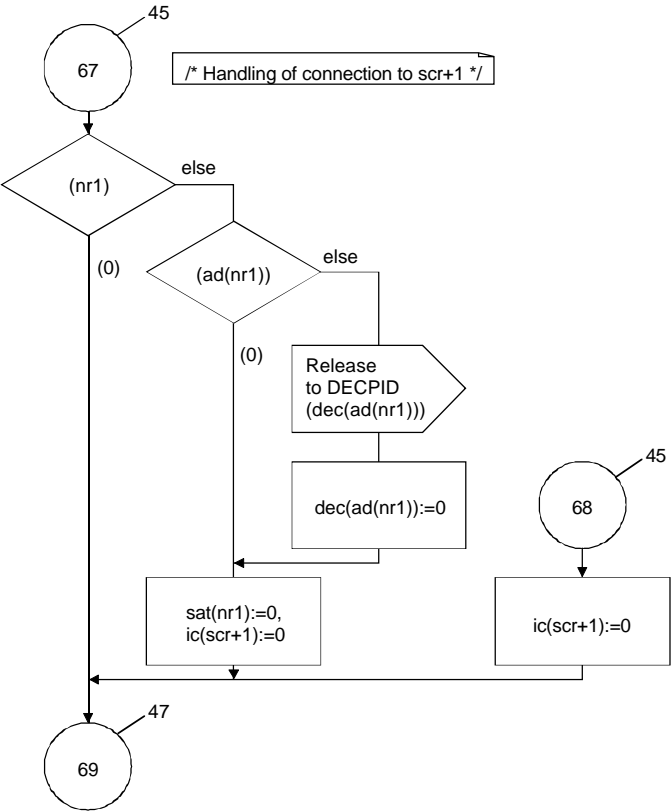 45
67
/* Handling of connection to scr+1 */
else
(nr1)
(0)
else
(ad(nr1))
(0)
Release
to DECPID
(dec(ad(nr1)))
45
dec(ad(nr1)):=0
68
sat(nr1):=0,
ic(scr+1):=0
ic(scr+1):=0
47
69